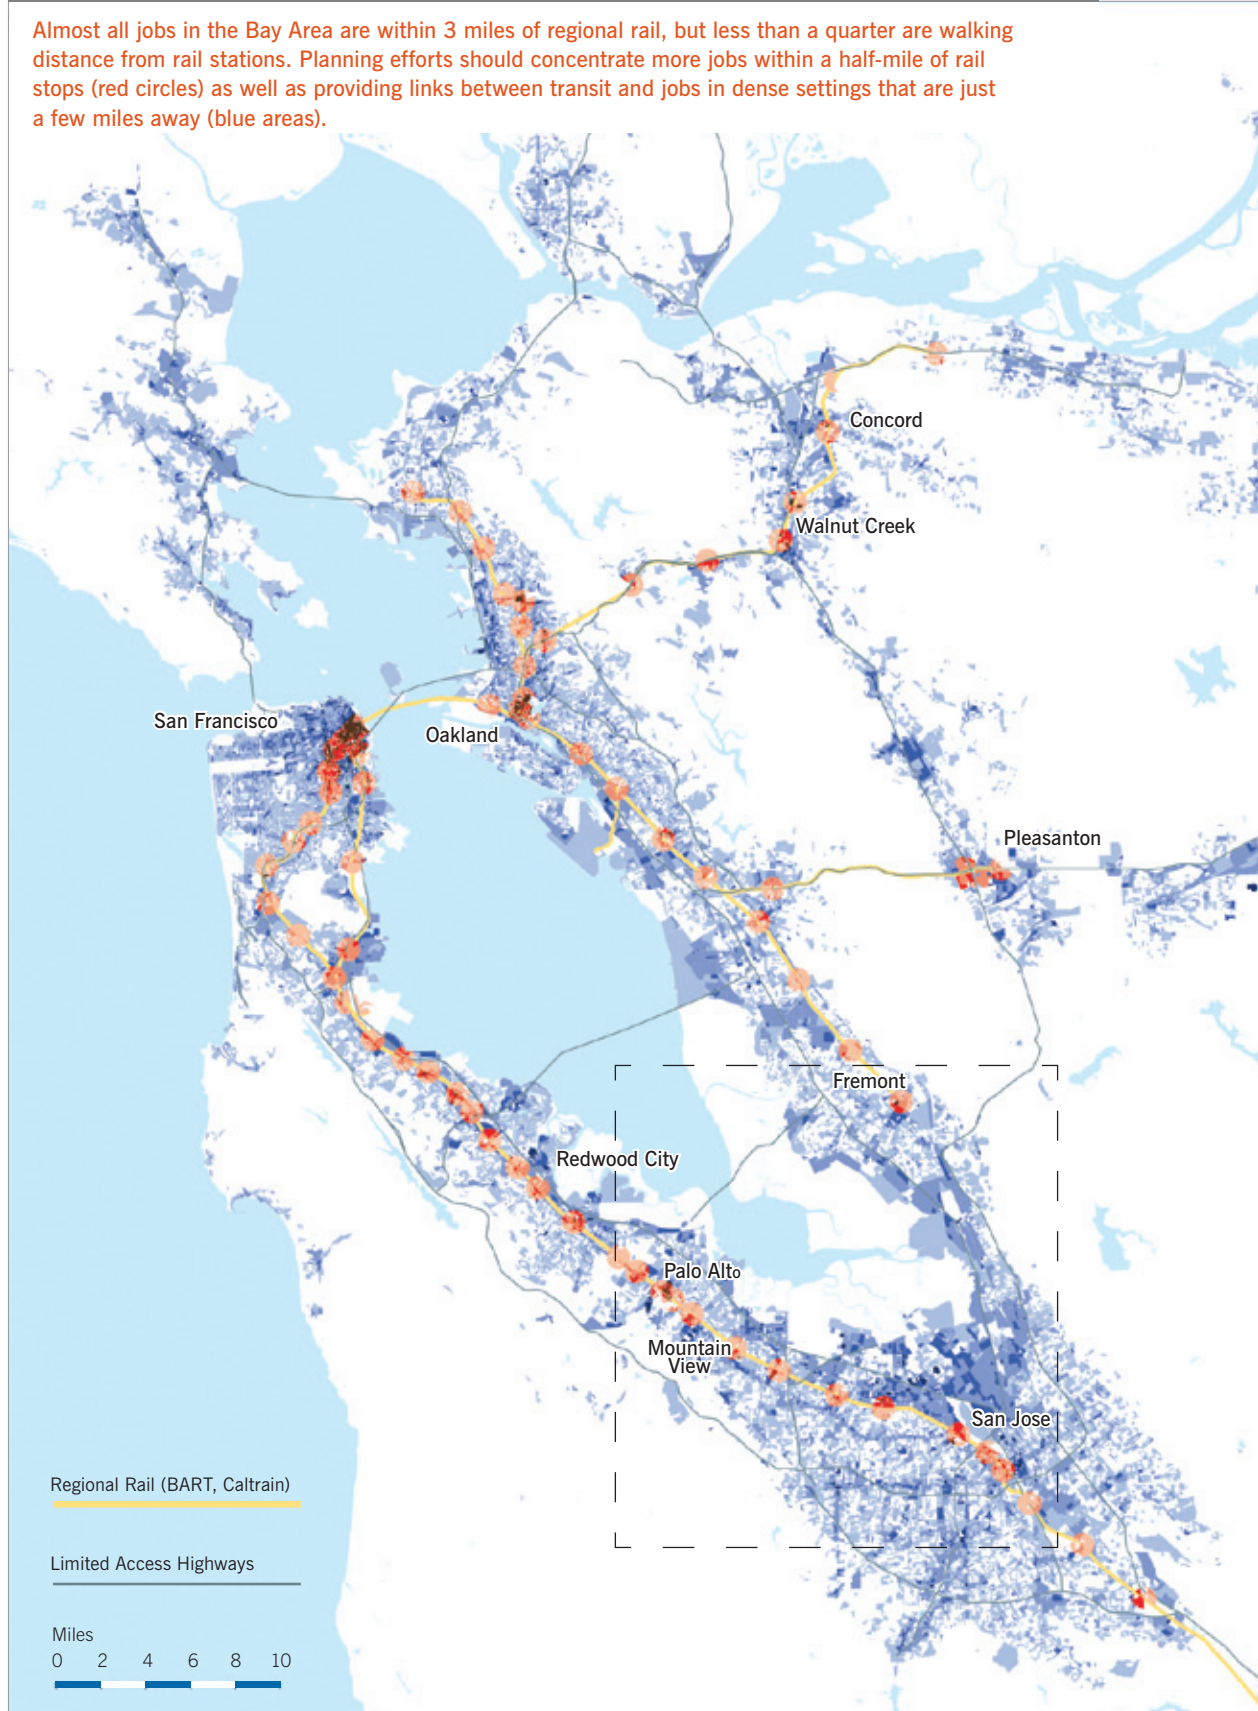 Almost all jobs in the Bay Area are within 3 miles of regional rail, but less than a quarter are walking
distance from rail stations. Planning efforts should concentrate more jobs within a half-mile of rail
stops (red circles) as well as providing links between transit and jobs in dense settings that are just
a few miles away (blue areas).
Concord
Walnut Creek
San Francisco
Oakland
Pleasanton
Fremont
Redwood City
Palo Alto
Mountain
View
San Jose
Regional Rail (BART, Caltrain)
Limited Access Highways
Miles
0 2 4 6 8 10